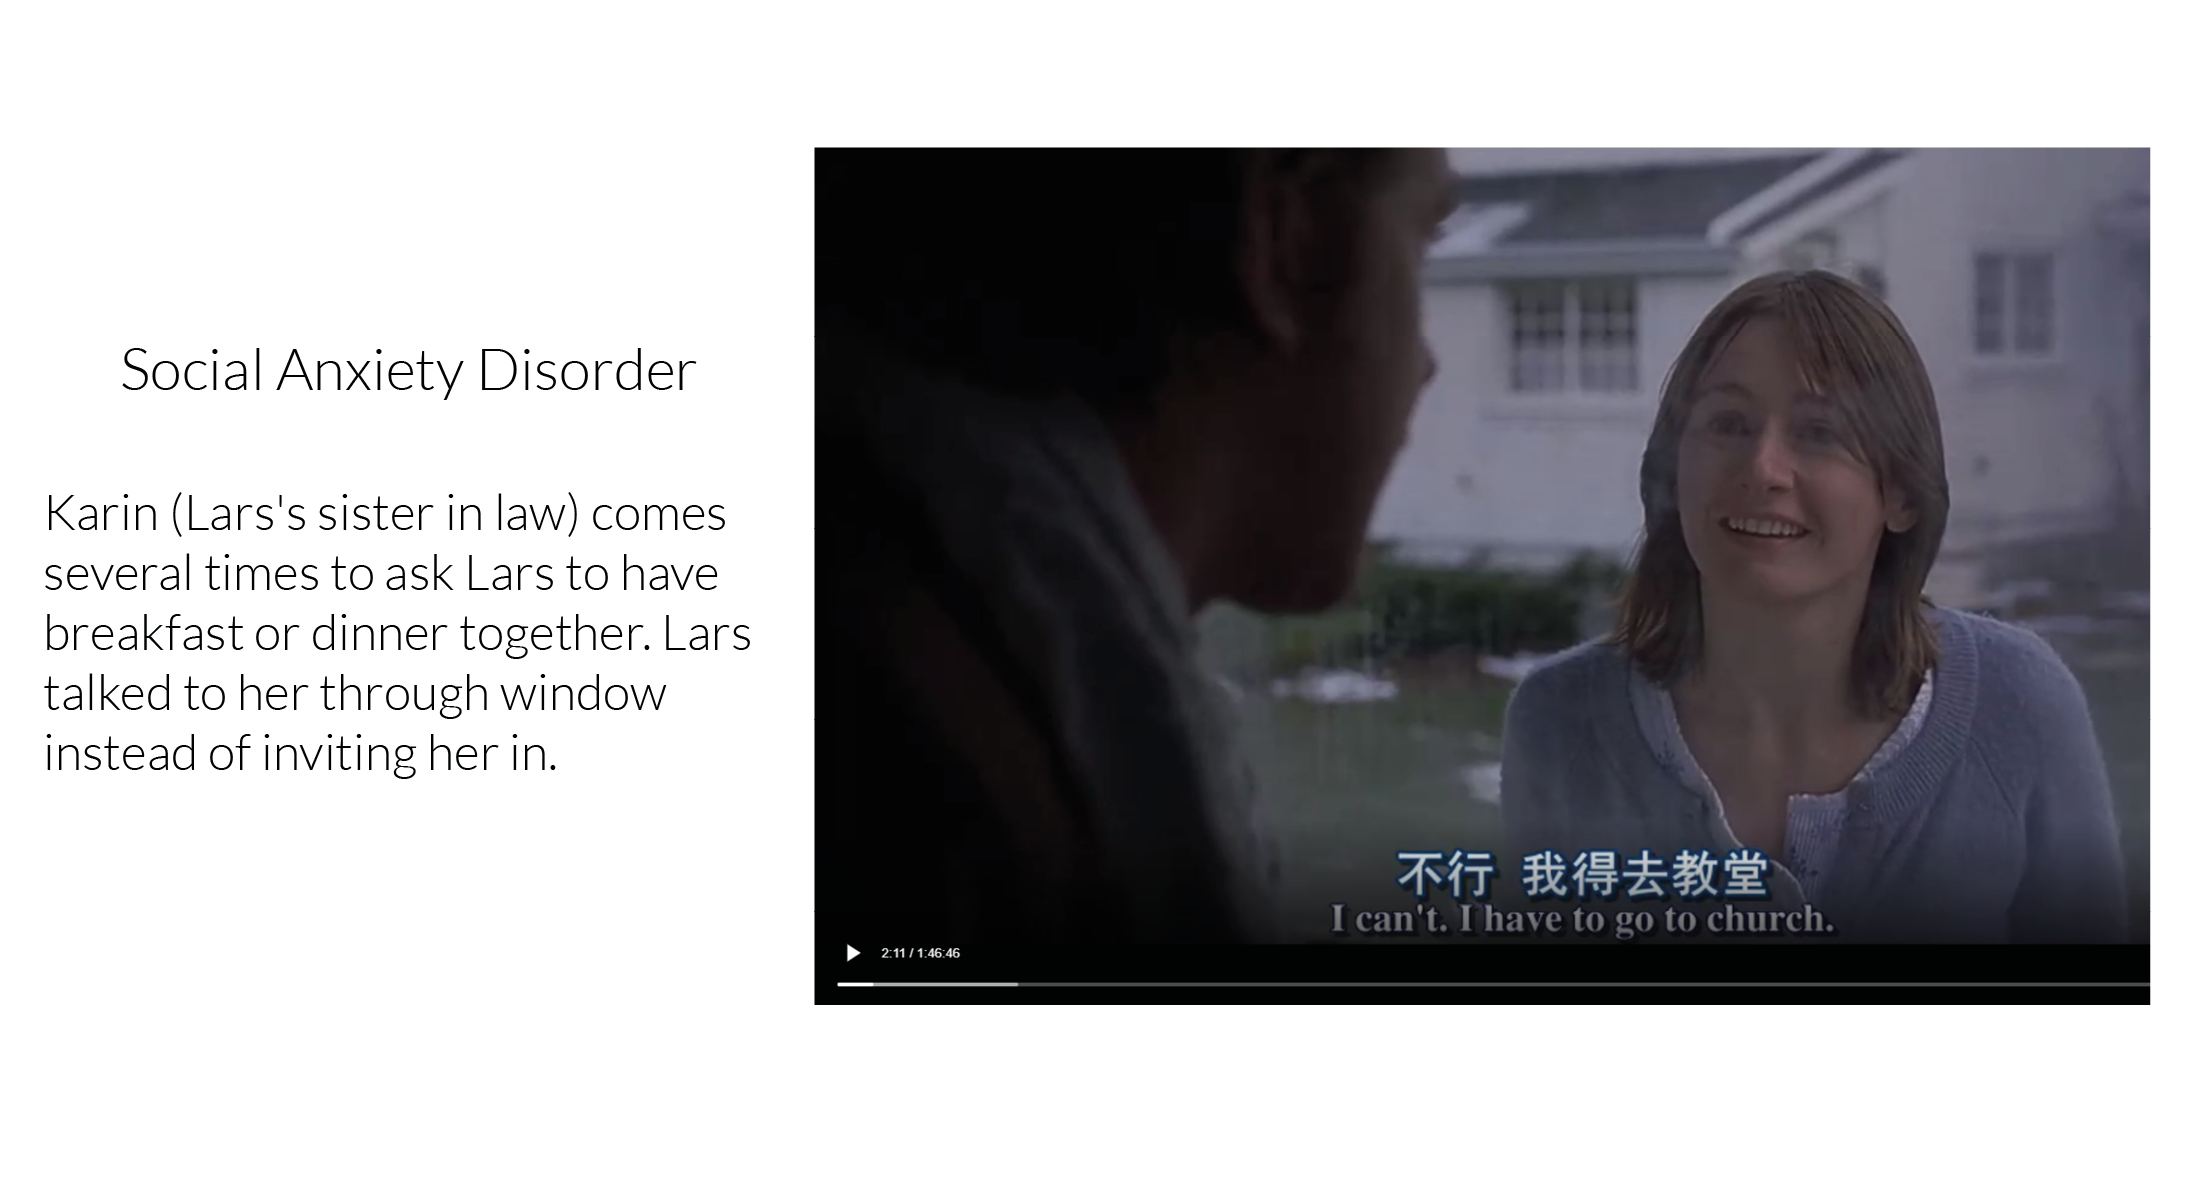 Social Anxiety Disorder
Karin (Lars's sister in law) comes
several times to ask Lars to have
breakfast or dinner together. Lars
talked to her through window
instead of inviting her in.
不行 我得去教堂
I can't. I have to go to church.
2:11 / 1:46:46